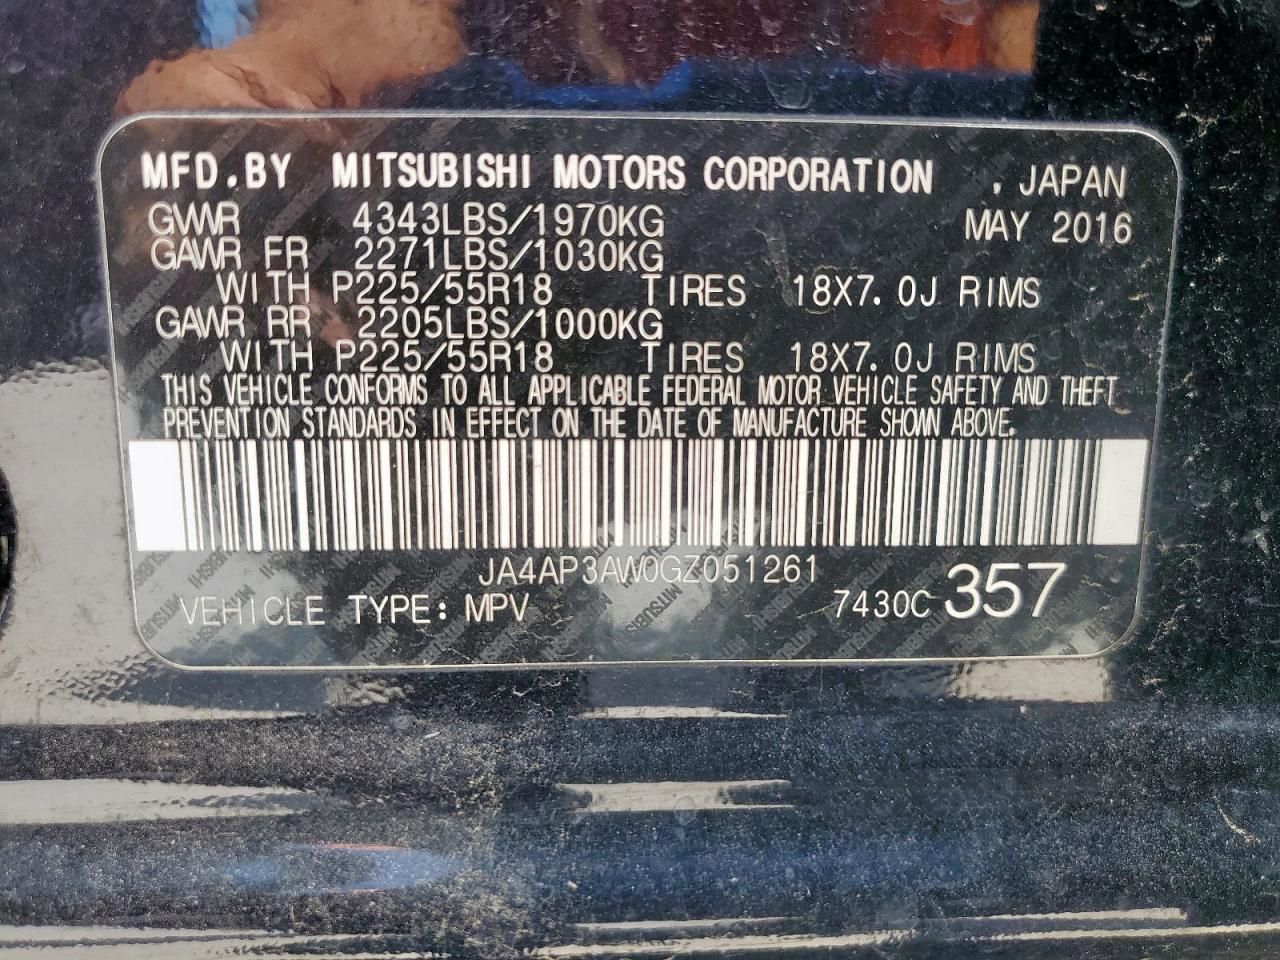 MFD.BY MITSUBISHI MOTORS CORPORATION . JAPAN
GVWR 4343LBS/1970KG MAY 2016
GAWR FR 2271LBS/1030KG
WITH P225/55R18 TIRES 18X7.0J RIMS
GAWR RR 2205LBS/1000KG
WITH P225/55R18 TIRES 18X7.0J RIMS
THIS VEHICLE CONFORMS TO ALL APPLICABLE FEDERAL MOTOR VEHICLE SAFETY AND THEFT
PREVENTION STANDARDS IN EFFECT ON THE DATE OF MANUFACTURE SHOWN ABOVE.
JA4AP3AW0GZ051261
VEHICLE TYPE: MPV 7430C 357